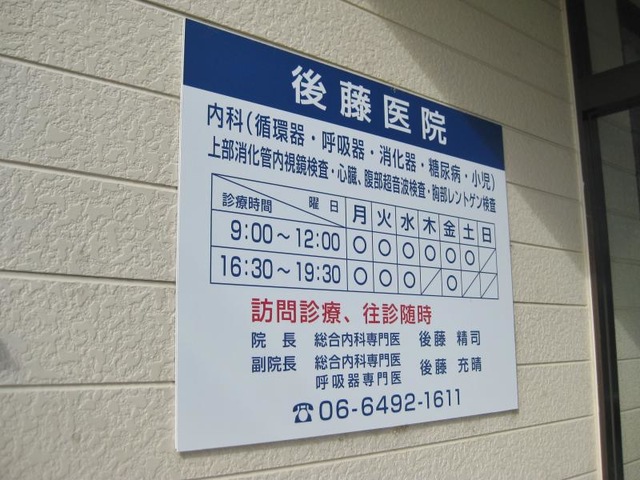 後藤医院
内科(循環器・呼吸器・消化器・糖尿病・小児)
上部消化管内視鏡検査・心臓、腹部超音波検査・胸部レントゲン検査
診療時間 曜日 月 火 水 木 金 土 日
9:00～12:00 ○ ○ ○ ○ ○ ○ ／
16:30～19:30 ○ ○ ○ ／ ○ ／ ／
訪問診療、往診随時
院長 総合内科専門医 後藤 精司
副院長 総合内科専門医 後藤 充晴
呼吸器専門医
☎06-6492-1611